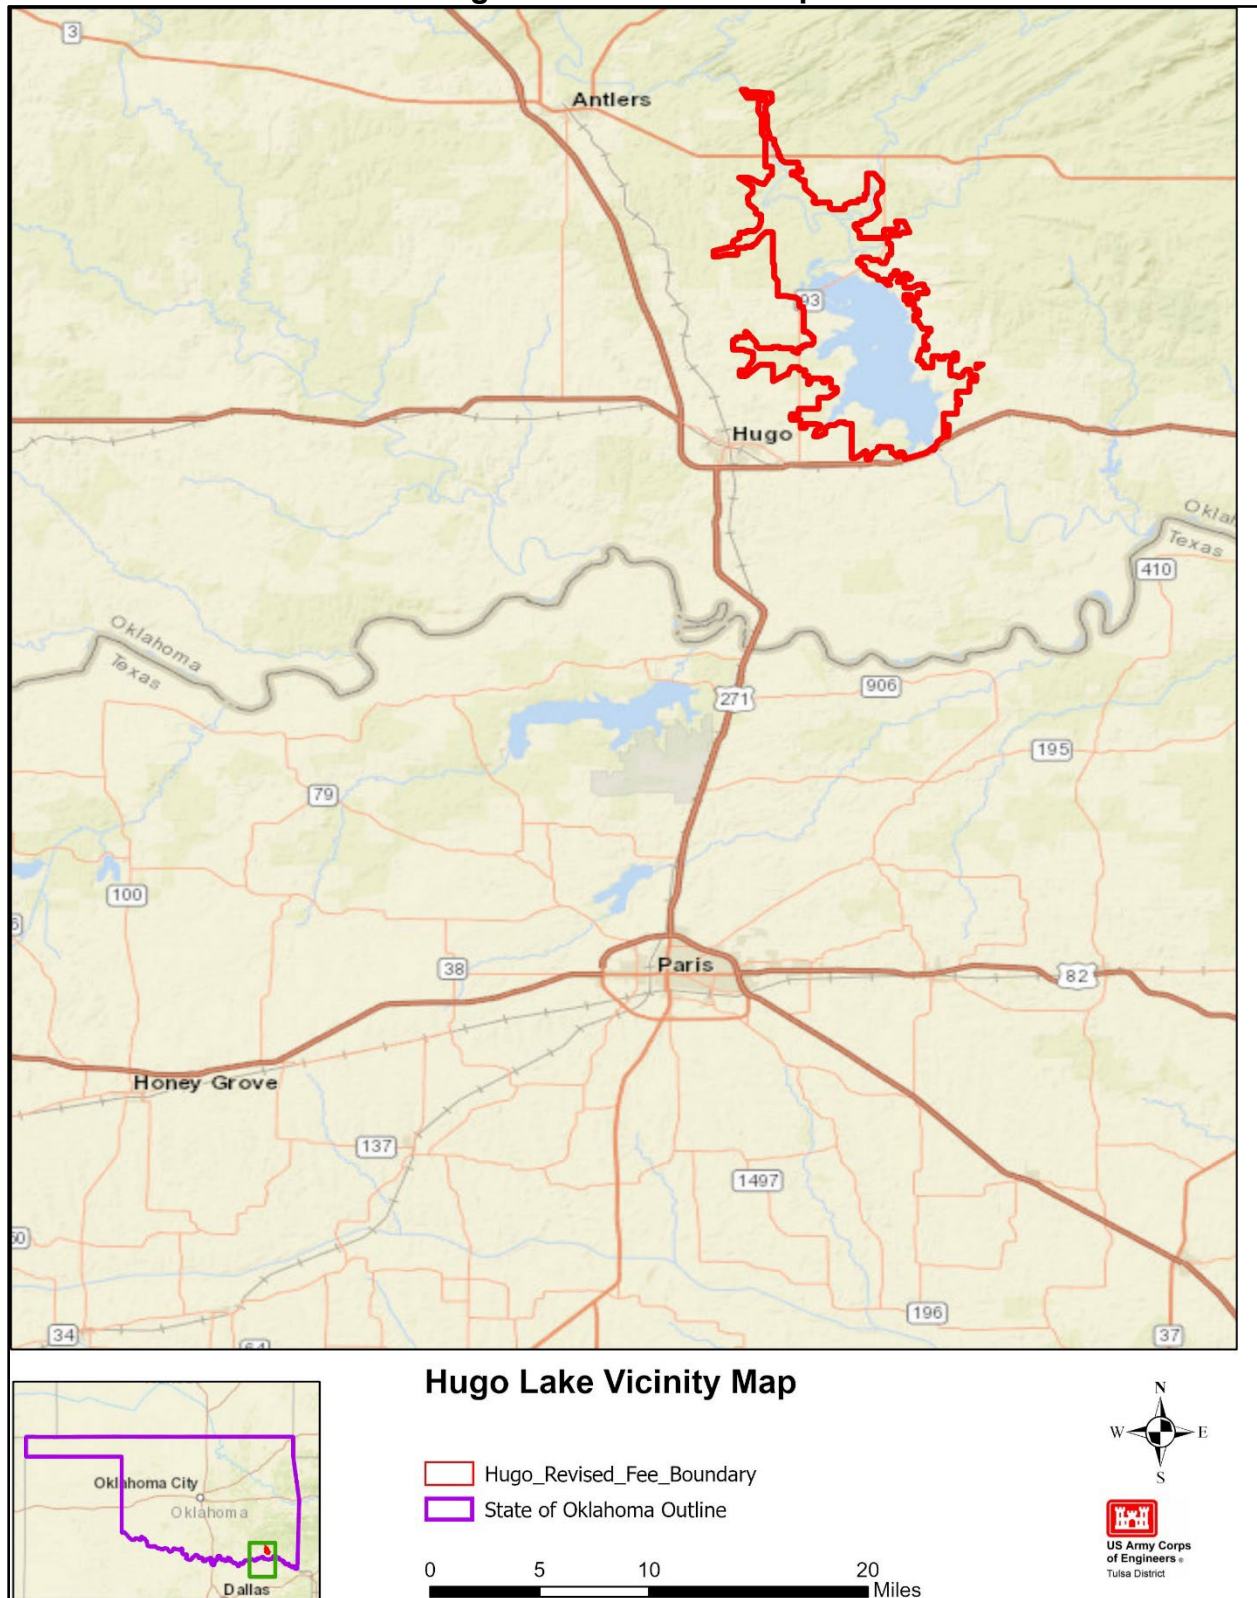 3
Antlers
93
Hugo
Oklah
Texas
410
Oklahoma
Texas
906
271
195
79
100
38
Paris
82
Honey Grove
137
1497
196
34
37
Hugo Lake Vicinity Map
Oklahoma City
Oklahoma
Dallas
Hugo_Revised_Fee_Boundary
State of Oklahoma Outline
0 5 10 20
Miles
N
W E
S
US Army Corps
of Engineers ®
Tulsa District